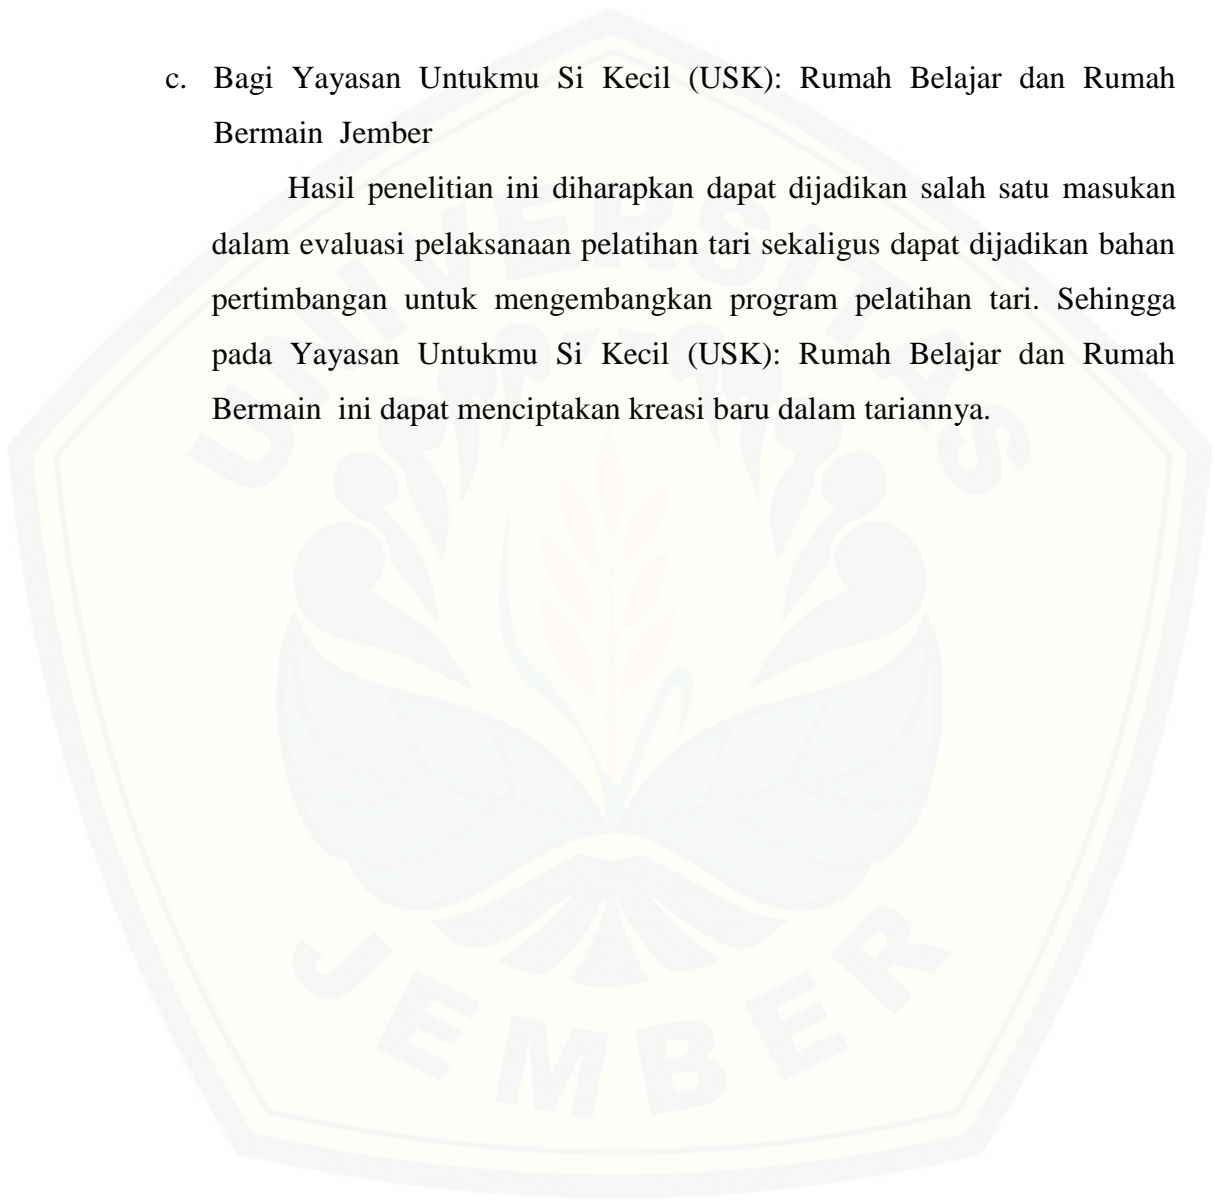 c. Bagi Yayasan Untukmu Si Kecil (USK): Rumah Belajar dan Rumah
Bermain Jember
Hasil penelitian ini diharapkan dapat dijadikan salah satu masukan
dalam evaluasi pelaksanaan pelatihan tari sekaligus dapat dijadikan bahan
pertimbangan untuk mengembangkan program pelatihan tari. Sehingga
pada Yayasan Untukmu Si Kecil (USK): Rumah Belajar dan Rumah
Bermain ini dapat menciptakan kreasi baru dalam tariannya.
UNIVERSITAS
JEMBER